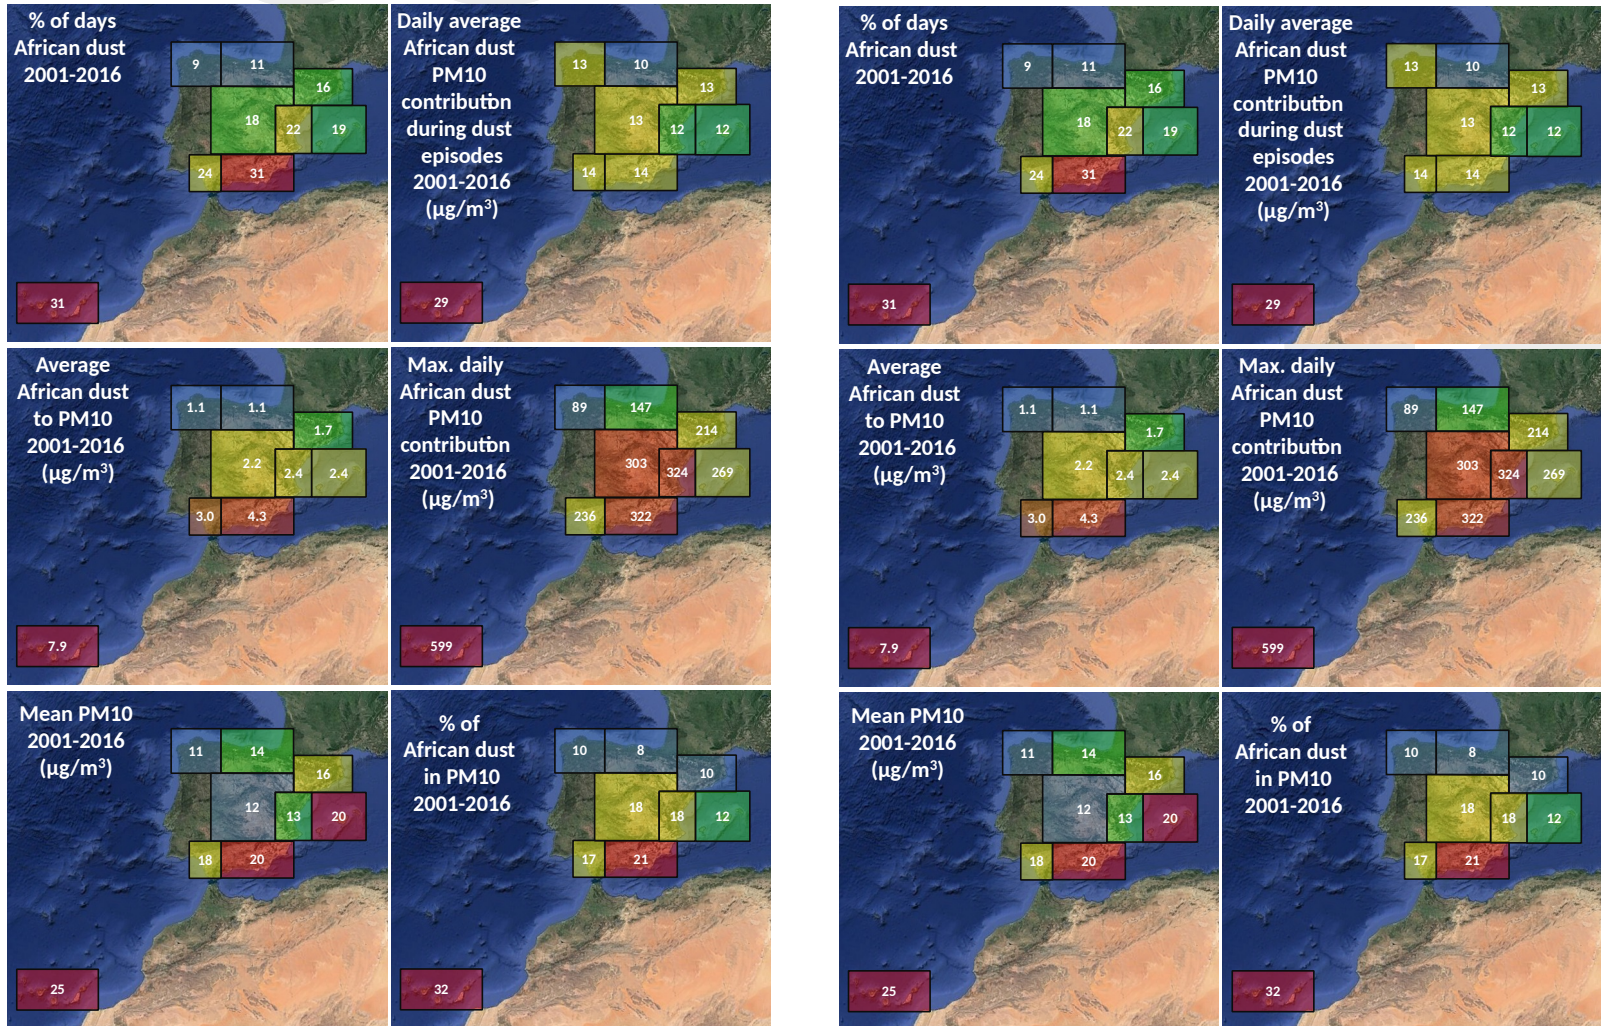 % of days
African dust
2001-2016
9 11
16
18 22 19
24 31
31
Daily average
African dust
PM10
contribution
during dust
episodes
2001-2016
(µg/m³)
13 10
13
13 12 12
14 14
29
% of days
African dust
2001-2016
9 11
16
18 22 19
24 31
31
Daily average
African dust
PM10
contribution
during dust
episodes
2001-2016
(µg/m³)
13 10
13
13 12 12
14 14
29
Average
African dust
to PM10
2001-2016
(µg/m³)
1.1 1.1
1.7
2.2 2.4 2.4
3.0 4.3
7.9
Max. daily
African dust
PM10
contribution
2001-2016
(µg/m³)
89 147
214
303 324 269
236 322
599
Average
African dust
to PM10
2001-2016
(µg/m³)
1.1 1.1
1.7
2.2 2.4 2.4
3.0 4.3
7.9
Max. daily
African dust
PM10
contribution
2001-2016
(µg/m³)
89 147
214
303 324 269
236 322
599
Mean PM10
2001-2016
(µg/m³)
11 14
16
12 13 20
18 20
25
% of
African dust
in PM10
2001-2016
10 8
10
18 18 12
17 21
32
Mean PM10
2001-2016
(µg/m³)
11 14
16
12 13 20
18 20
25
% of
African dust
in PM10
2001-2016
10 8
10
18 18 12
17 21
32